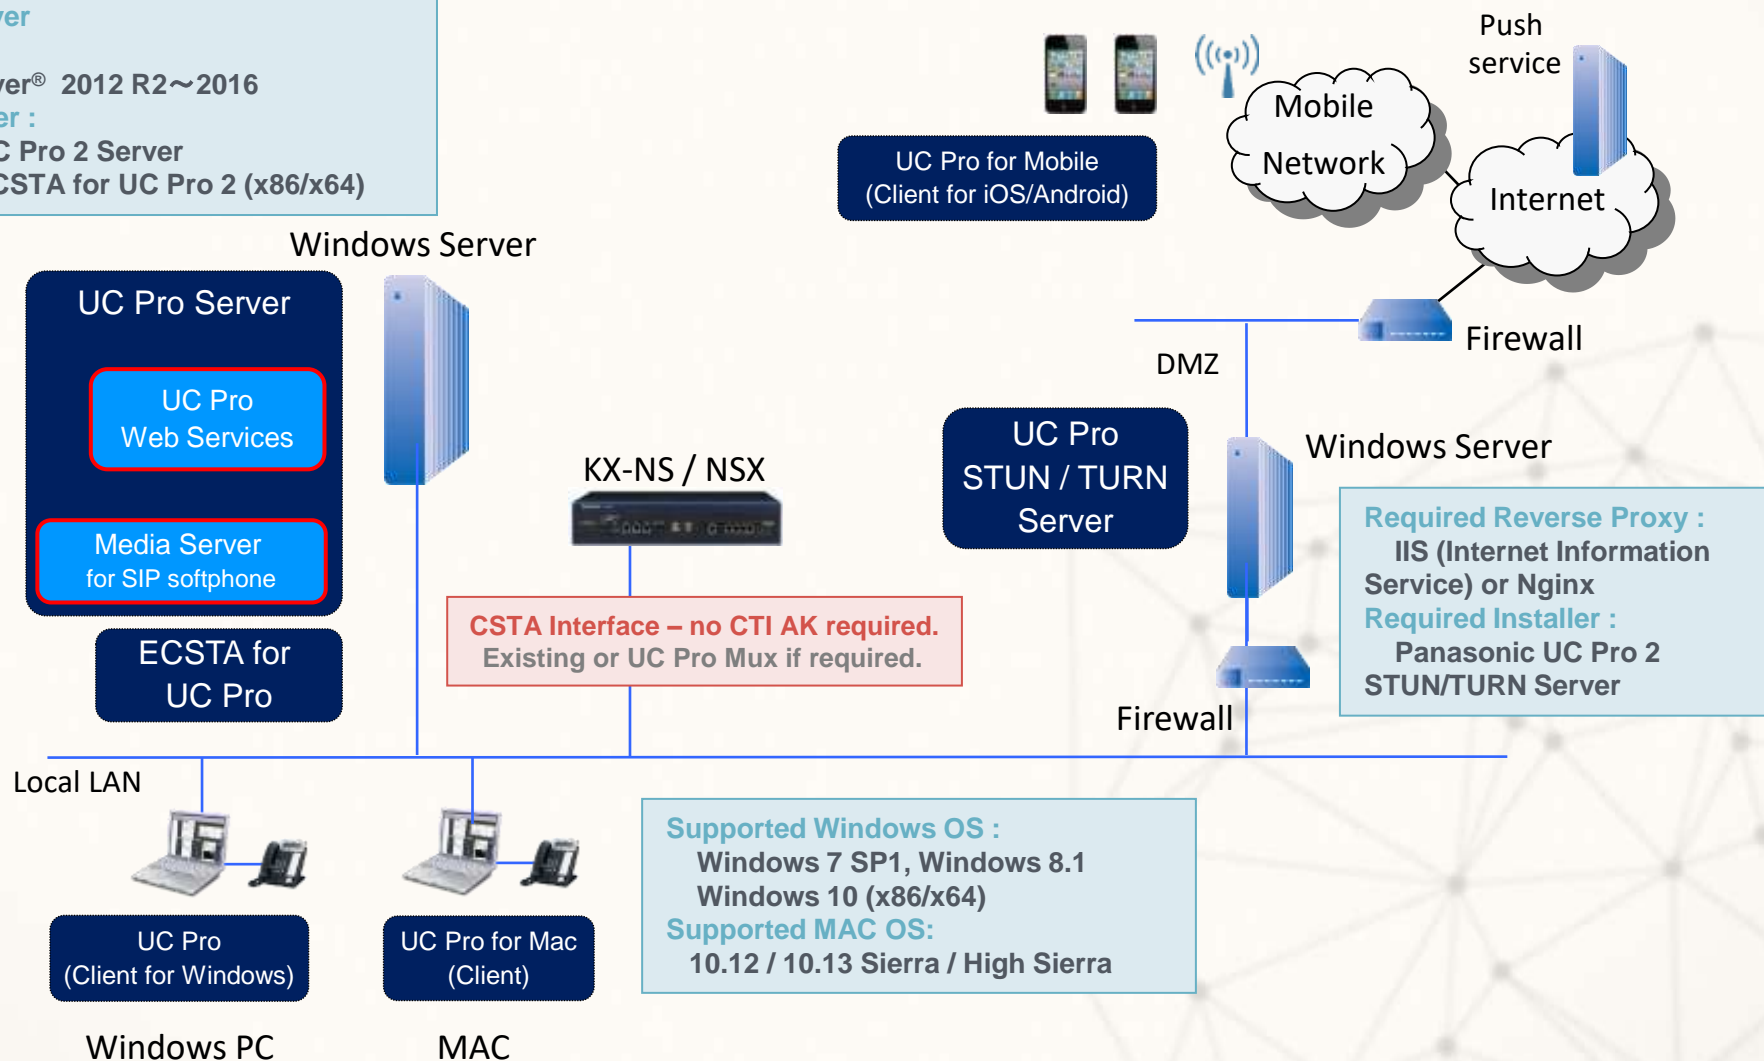 ver
ver® 2012 R2～2016
er :
C Pro 2 Server
CSTA for UC Pro 2 (x86/x64)
Push
service
Mobile
Network
Internet
UC Pro for Mobile
(Client for iOS/Android)
Windows Server
UC Pro Server
UC Pro
Web Services
Media Server
for SIP softphone
ECSTA for
UC Pro
KX-NS / NSX
CSTA Interface – no CTI AK required.
Existing or UC Pro Mux if required.
Firewall
DMZ
UC Pro
STUN / TURN
Server
Windows Server
Required Reverse Proxy :
IIS (Internet Information
Service) or Nginx
Required Installer :
Panasonic UC Pro 2
STUN/TURN Server
Firewall
Local LAN
Supported Windows OS :
Windows 7 SP1, Windows 8.1
Windows 10 (x86/x64)
Supported MAC OS:
10.12 / 10.13 Sierra / High Sierra
UC Pro
(Client for Windows)
UC Pro for Mac
(Client)
Windows PC
MAC